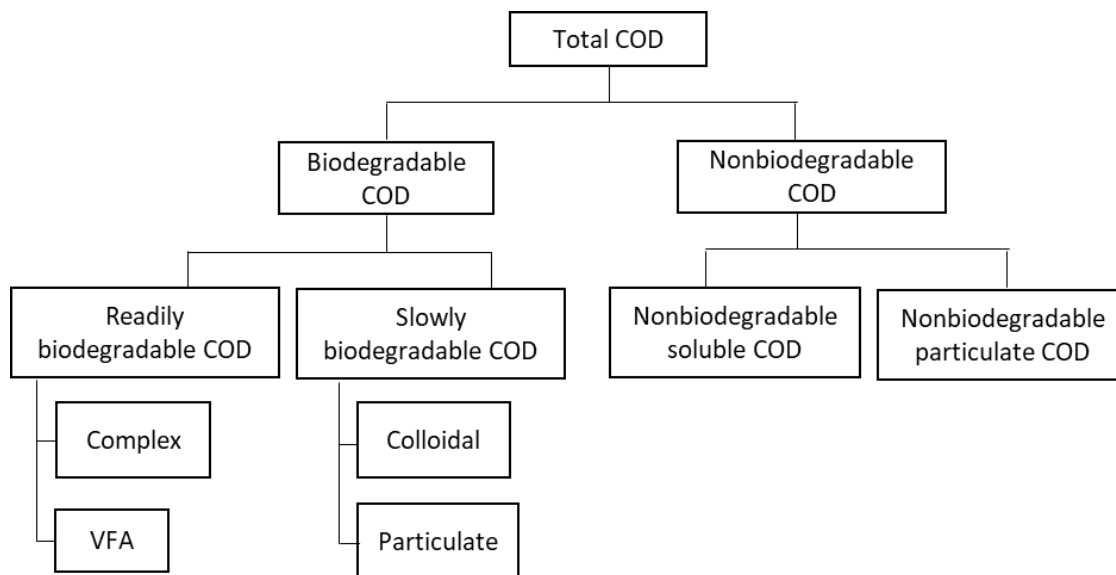 Total COD
Biodegradable
COD
Nonbiodegradable
COD
Readily
biodegradable COD
Slowly
biodegradable COD
Nonbiodegradable
soluble COD
Nonbiodegradable
particulate COD
Complex
Colloidal
VFA
Particulate